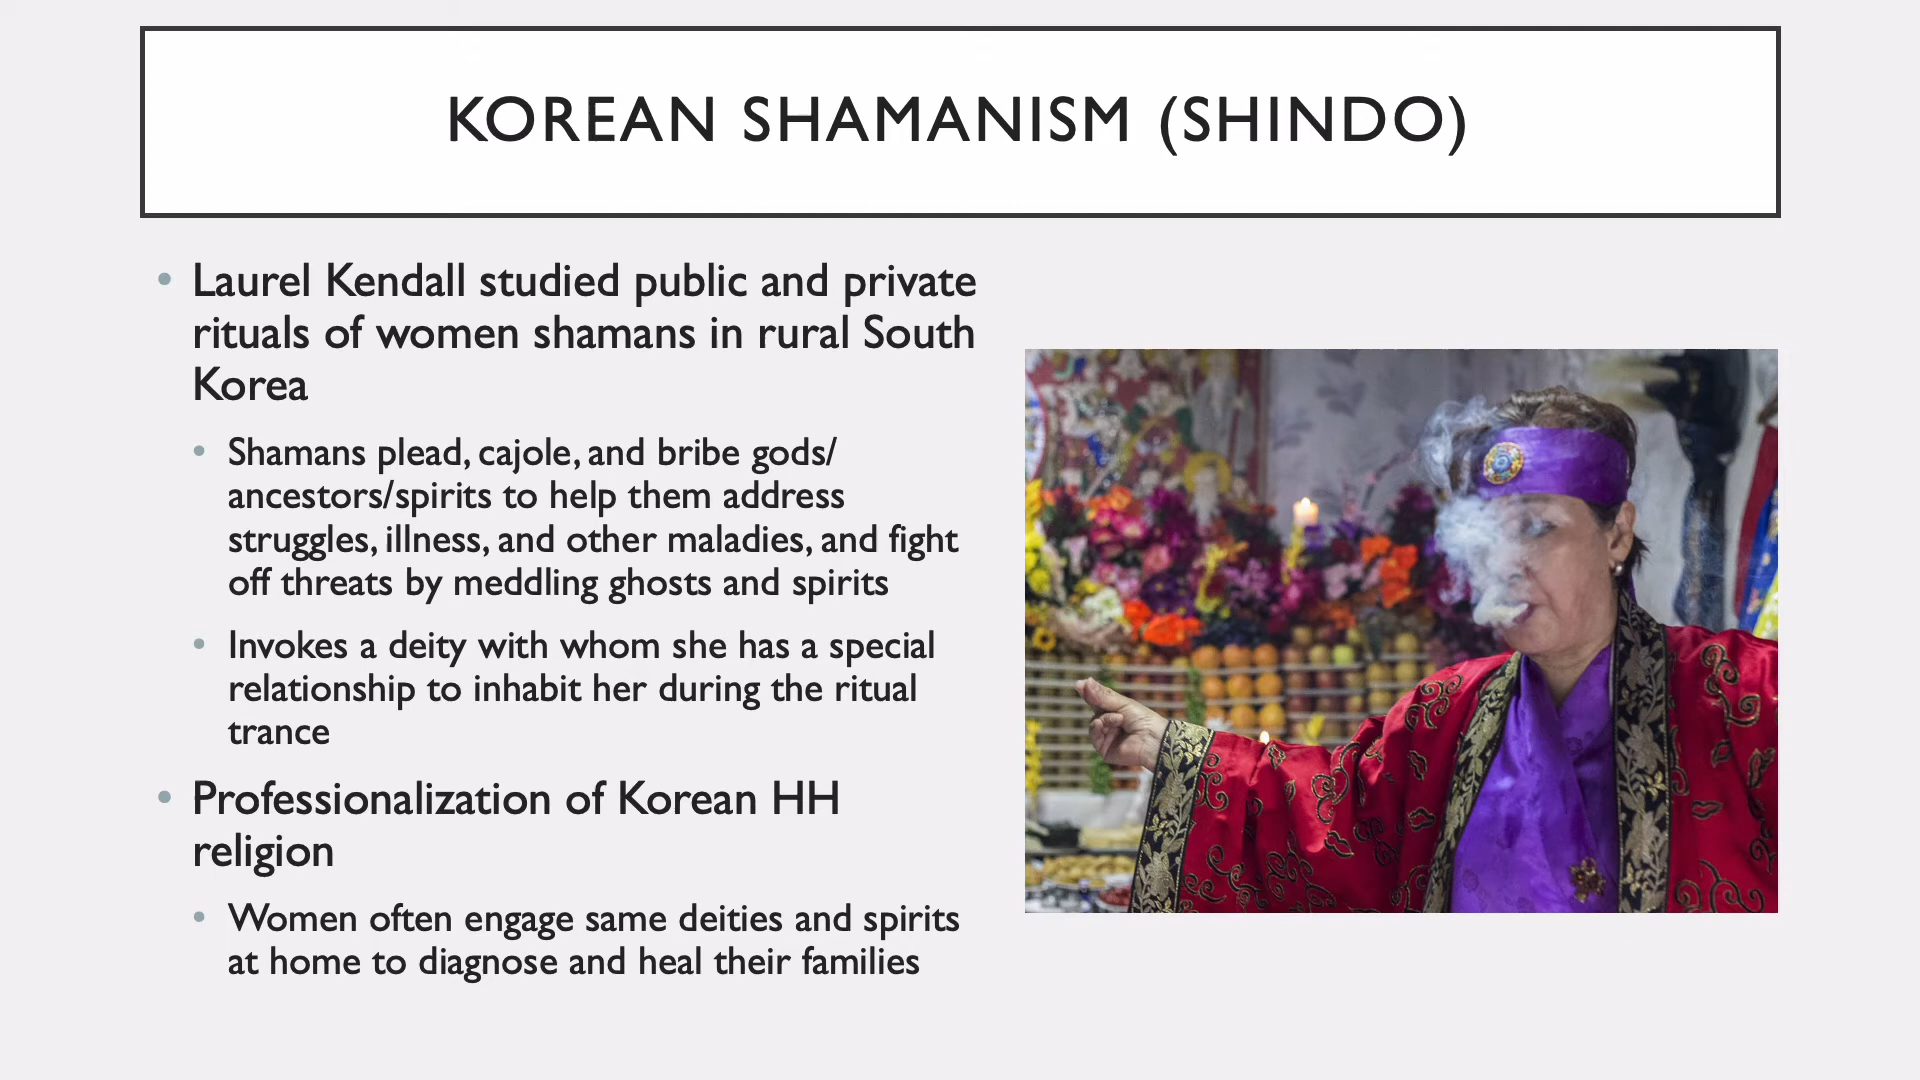 KOREAN SHAMANISM (SHINDO)
• Laurel Kendall studied public and private
rituals of women shamans in rural South
Korea
• Shamans plead, cajole, and bribe gods/
ancestors/spirits to help them address
struggles, illness, and other maladies, and fight
off threats by meddling ghosts and spirits
• Invokes a deity with whom she has a special
relationship to inhabit her during the ritual
trance
• Professionalization of Korean HH
religion
• Women often engage same deities and spirits
at home to diagnose and heal their families